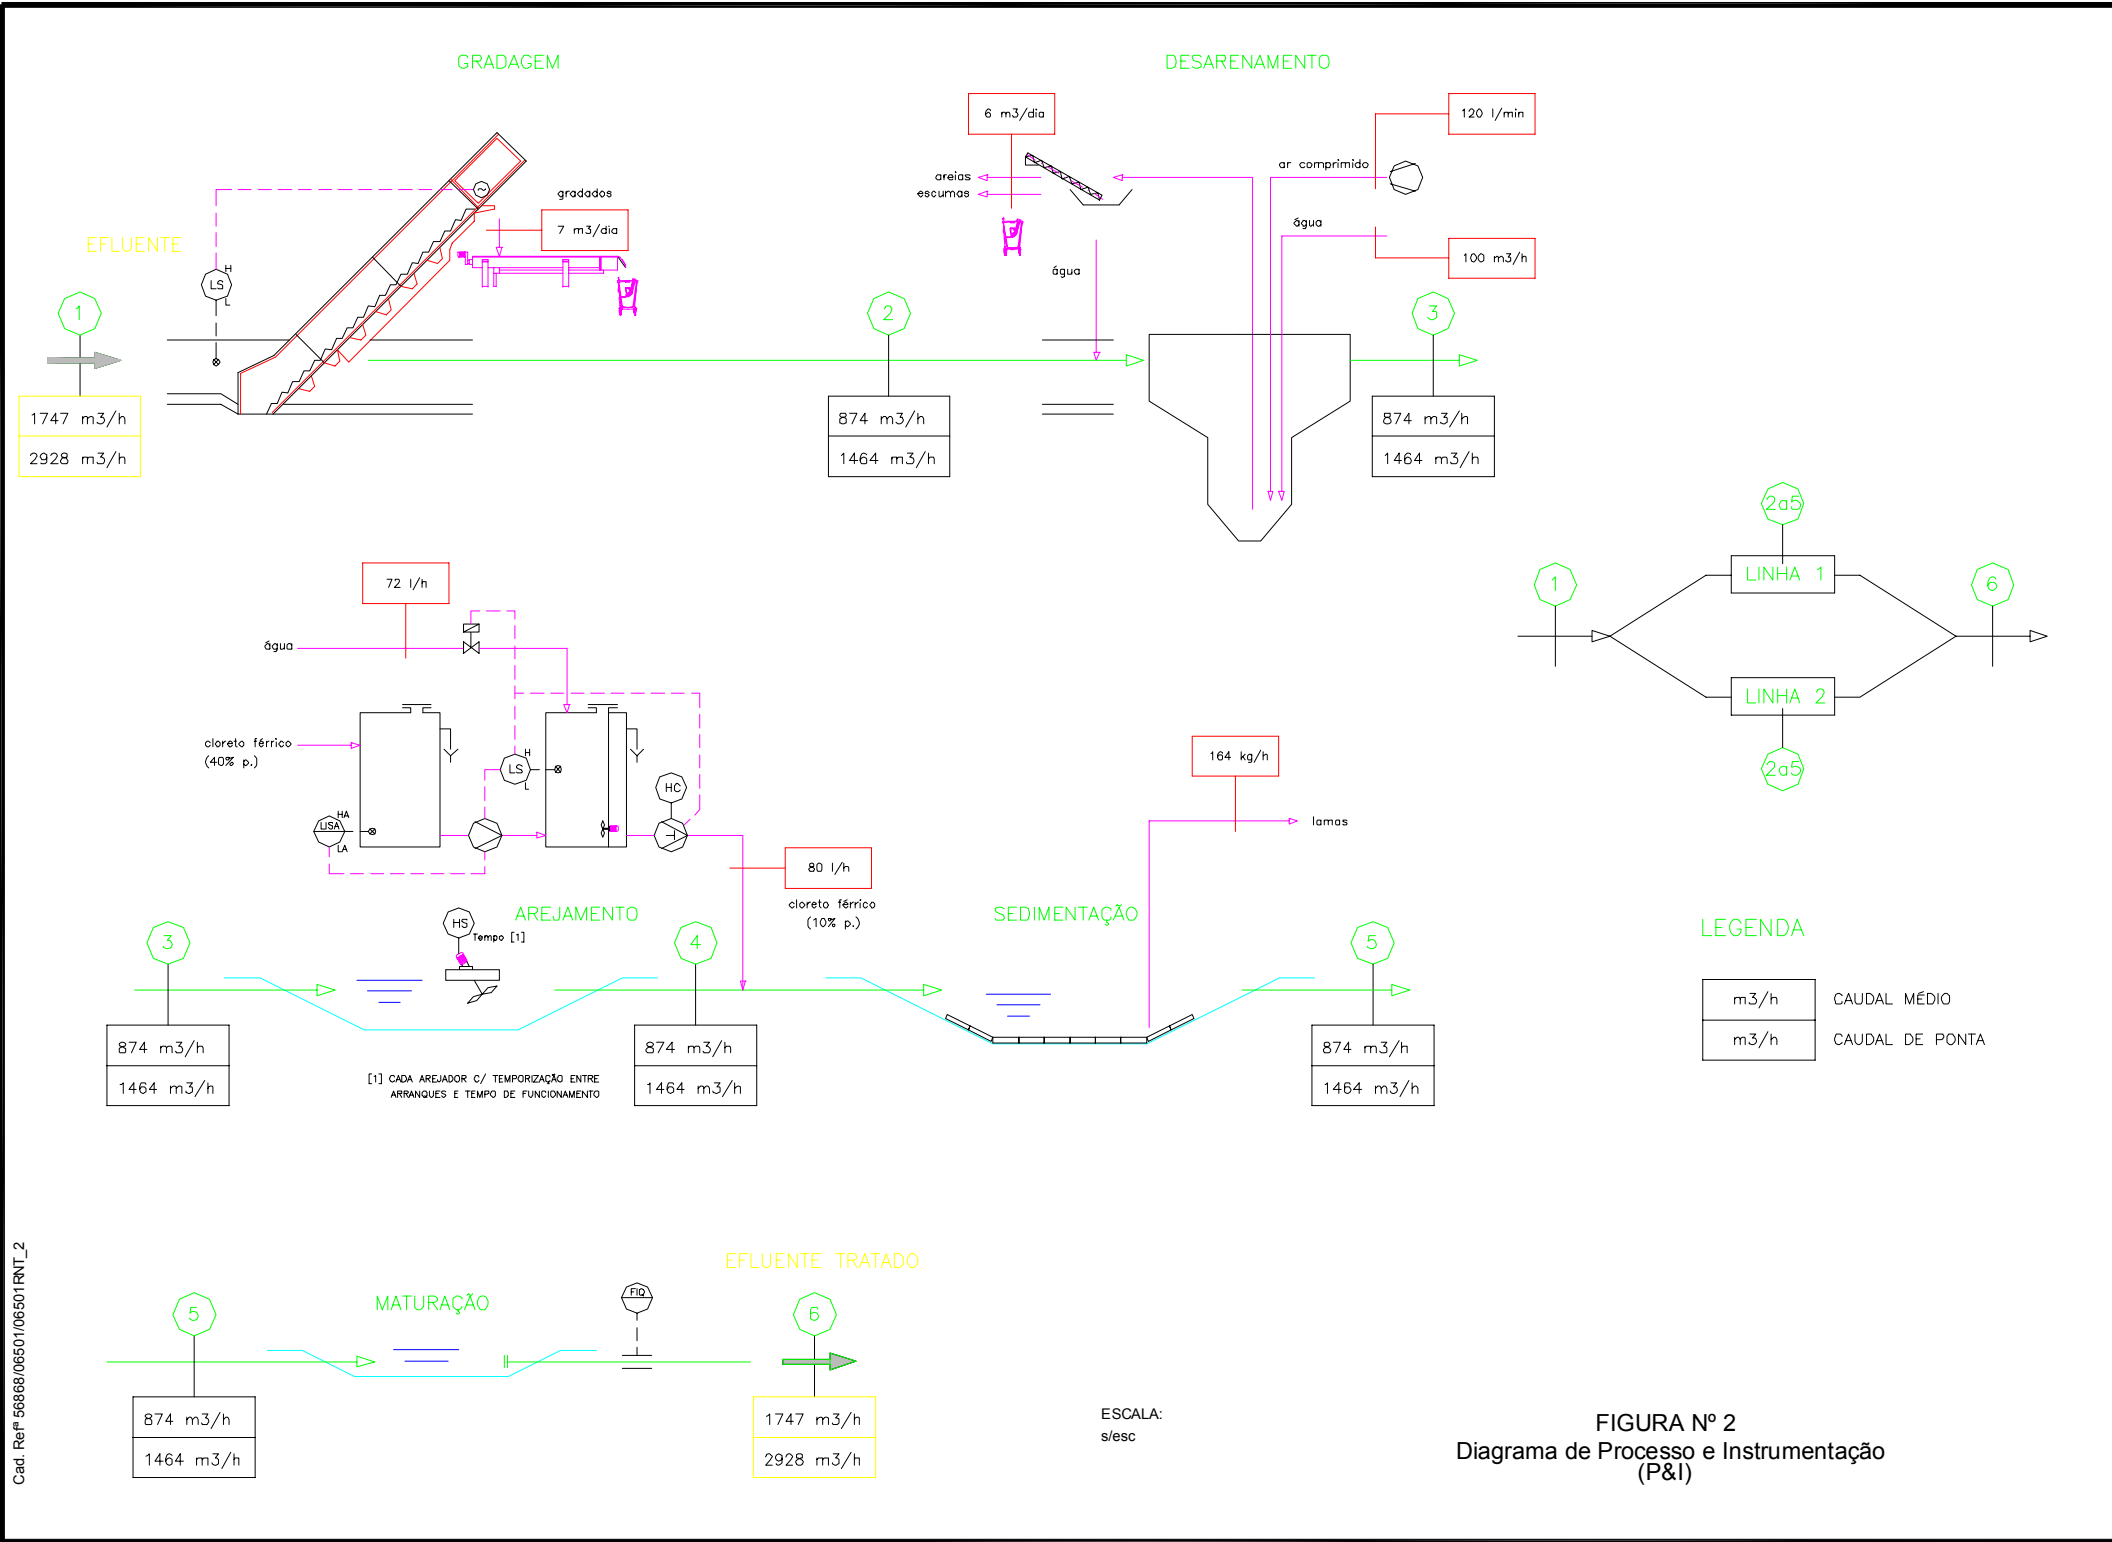 GRADAGEM
DESARENAMENTO
6 m3/dia
120 l/min
ar comprimido
areias
escumas
gradados
7 m3/dia
água
água
100 m3/h
EFLUENTE
H
LS
L
1
2
3
1747 m3/h
2928 m3/h
874 m3/h
1464 m3/h
874 m3/h
1464 m3/h
2a5
LINHA 1
1
6
LINHA 2
2a5
72 l/h
água
cloreto férrico
(40% p.)
H
LS
L
HC
HA
LISA
LA
164 kg/h
lamas
80 l/h
cloreto férrico
(10% p.)
AREJAMENTO
SEDIMENTAÇÃO
HS
Tempo [1]
3
4
5
874 m3/h
1464 m3/h
874 m3/h
1464 m3/h
874 m3/h
1464 m3/h
[1] CADA AREJADOR C/ TEMPORIZAÇÃO ENTRE
ARRANQUES E TEMPO DE FUNCIONAMENTO
LEGENDA
m3/h CAUDAL MÉDIO
m3/h CAUDAL DE PONTA
EFLUENTE TRATADO
MATURAÇÃO
FIQ
5
6
874 m3/h
1464 m3/h
1747 m3/h
2928 m3/h
ESCALA:
s/esc
FIGURA Nº 2
Diagrama de Processo e Instrumentação
(P&I)
Cad. Refª 56868/06501/06501RNT_2